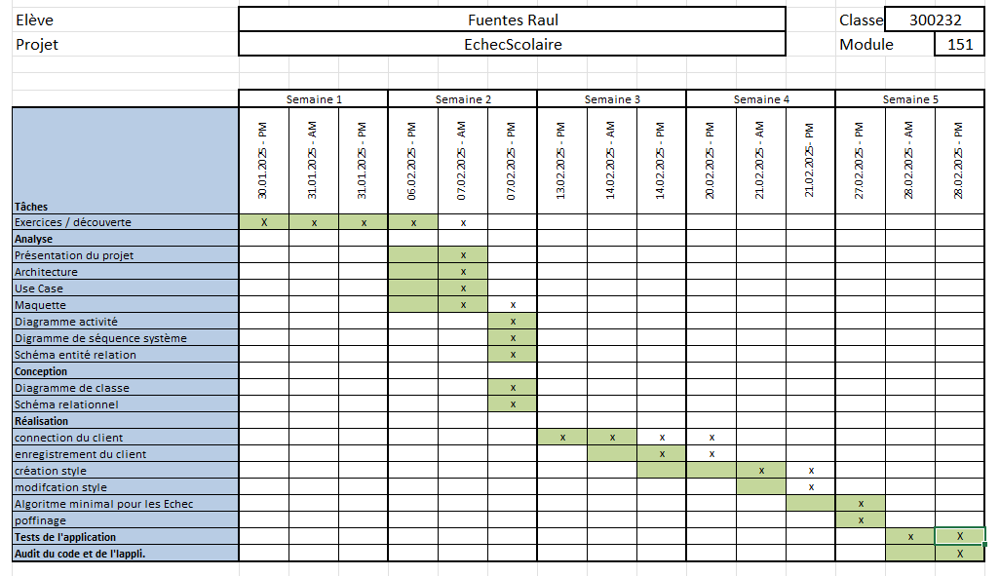 Elève Fuentes Raul Classe 300232
Projet EchecScolaire Module 151
Semaine 1 Semaine 2 Semaine 3 Semaine 4 Semaine 5
Tâches 30.01.2025 - PM 31.01.2025 - AM 31.01.2025 - PM 06.02.2025 - PM 07.02.2025 - AM 07.02.2025 - PM 13.02.2025 - PM 14.02.2025 - AM 14.02.2025 - PM 20.02.2025 - PM 21.02.2025 - AM 21.02.2025- PM 27.02.2025 - PM 28.02.2025 - AM 28.02.2025 - PM
Exercices / découverte X x x x x
Analyse
Présentation du projet x
Architecture x
Use Case x
Maquette x x
Diagramme activité x
Digramme de séquence système x
Schéma entité relation x
Conception
Diagramme de classe x
Schéma relationnel x
Réalisation
connection du client x x x x
enregistrement du client x x
création style x x
modifcation style x
Algoritme minimal pour les Echec x
poffinage x
Tests de l'application x X
Audit du code et de l'appli. X